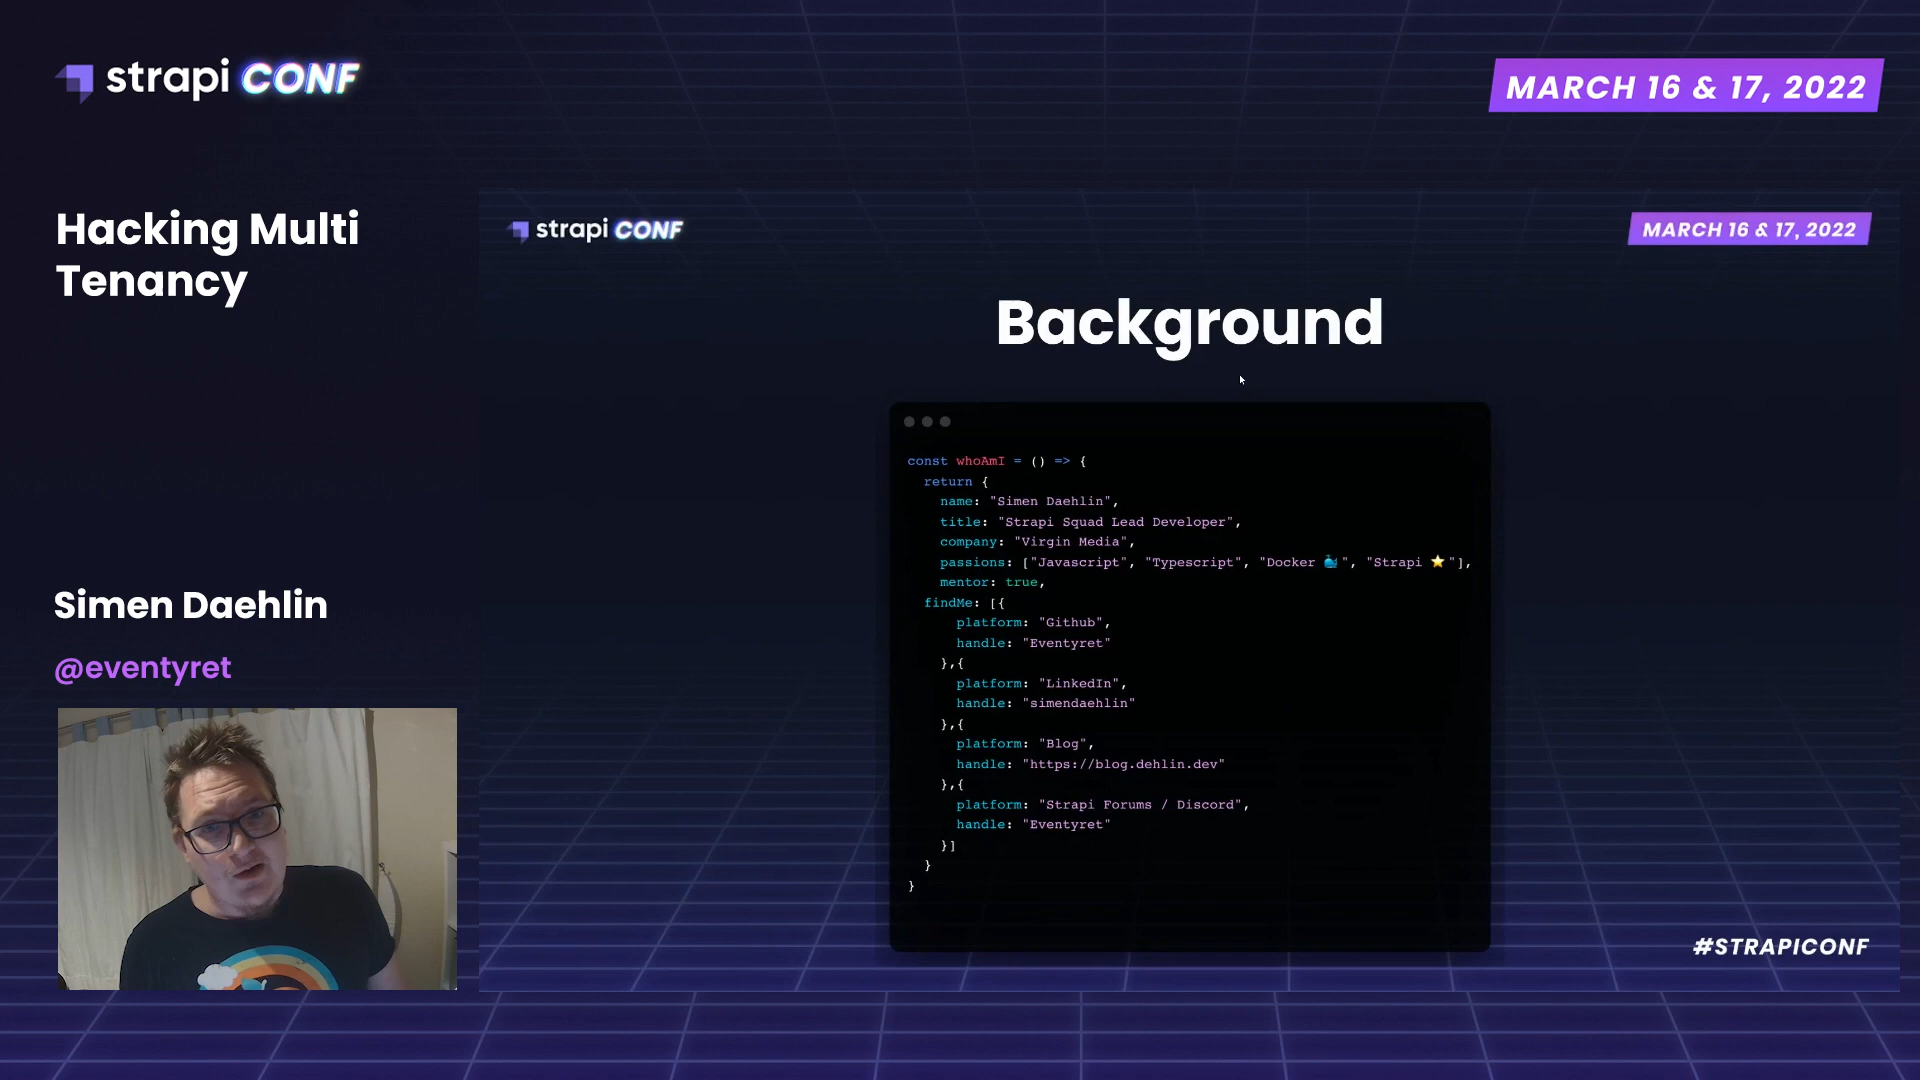 strapi CONF
MARCH 16 & 17, 2022
Hacking Multi
Tenancy
Simen Daehlin
@eventyret
strapi CONF
MARCH 16 & 17, 2022
Background
const whoAmI = () => {
return {
name: "Simen Daehlin",
title: "Strapi Squad Lead Developer",
company: "Virgin Media",
passions: ["Javascript", "Typescript", "Docker 🐳", "Strapi ⭐"],
mentor: true,
findMe: [{
platform: "Github",
handle: "Eventyret"
},{
platform: "LinkedIn",
handle: "simendaehlin"
},{
platform: "Blog",
handle: "https://blog.dehlin.dev"
},{
platform: "Strapi Forums / Discord",
handle: "Eventyret"
}]
}
}
#STRAPICONF